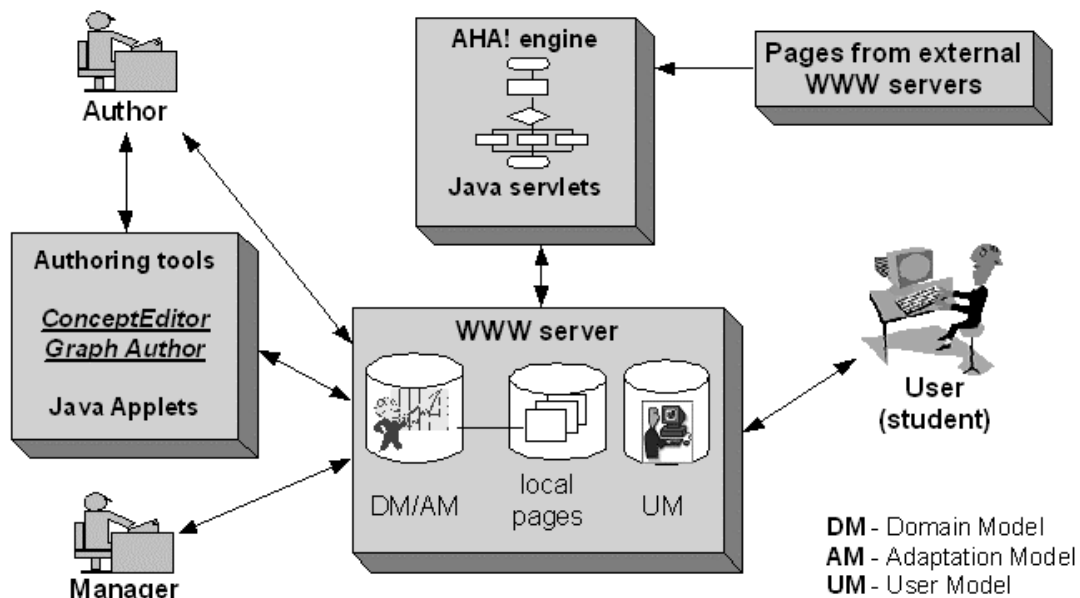 Author
AHA! engine
Java servlets
Pages from external
WWW servers
Authoring tools
ConceptEditor
Graph Author
Java Applets
WWW server
DM/AM
local
pages
UM
User
(student)
Manager
DM - Domain Model
AM - Adaptation Model
UM - User Model